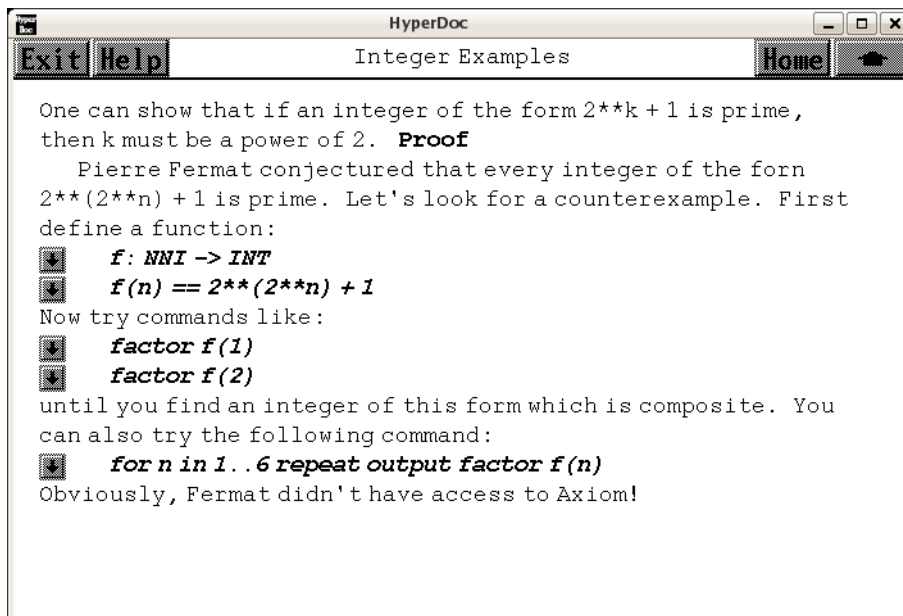 Hyper Doc
HyperDoc
Exit Help
Integer Examples
Home
One can show that if an integer of the form 2**k + 1 is prime,
then k must be a power of 2. Proof
Pierre Fermat conjectured that every integer of the forn
2**(2**n) + 1 is prime. Let's look for a counterexample. First
define a function:
f: NNI -> INT
f(n) == 2**(2**n) + 1
Now try commands like:
factor f(1)
factor f(2)
until you find an integer of this form which is composite. You
can also try the following command:
for n in 1..6 repeat output factor f(n)
Obviously, Fermat didn't have access to Axiom!